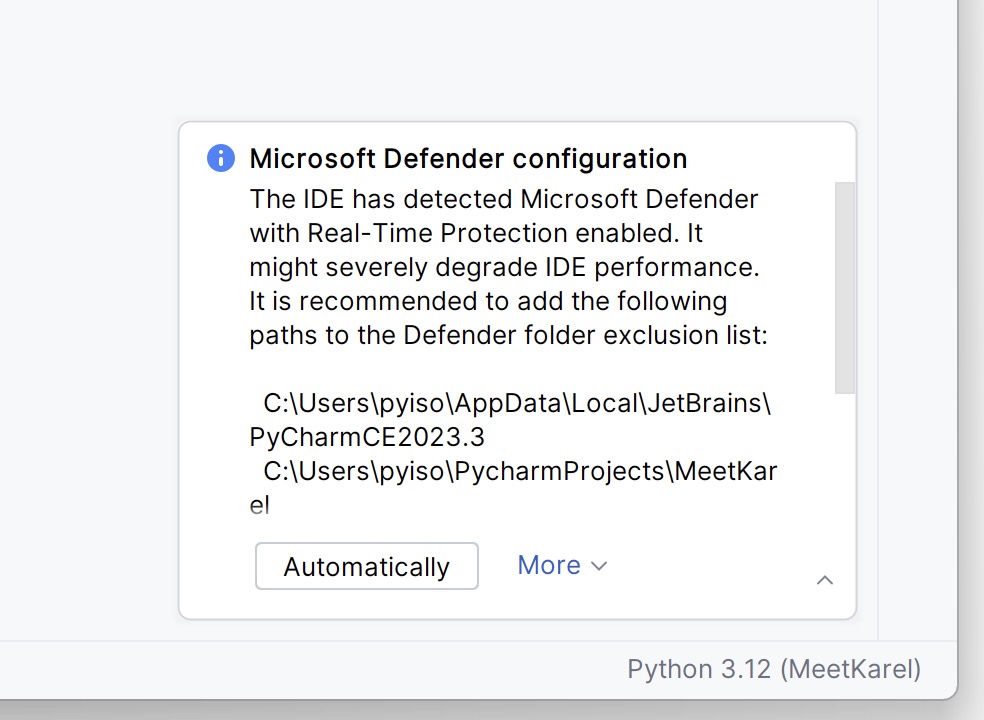 Microsoft Defender configuration
The IDE has detected Microsoft Defender
with Real-Time Protection enabled. It
might severely degrade IDE performance.
It is recommended to add the following
paths to the Defender folder exclusion list:
C:\Users\pyiso\AppData\Local\JetBrains\
PyCharmCE2023.3
C:\Users\pyiso\PycharmProjects\MeetKar
el
Automatically More
Python 3.12 (MeetKarel)